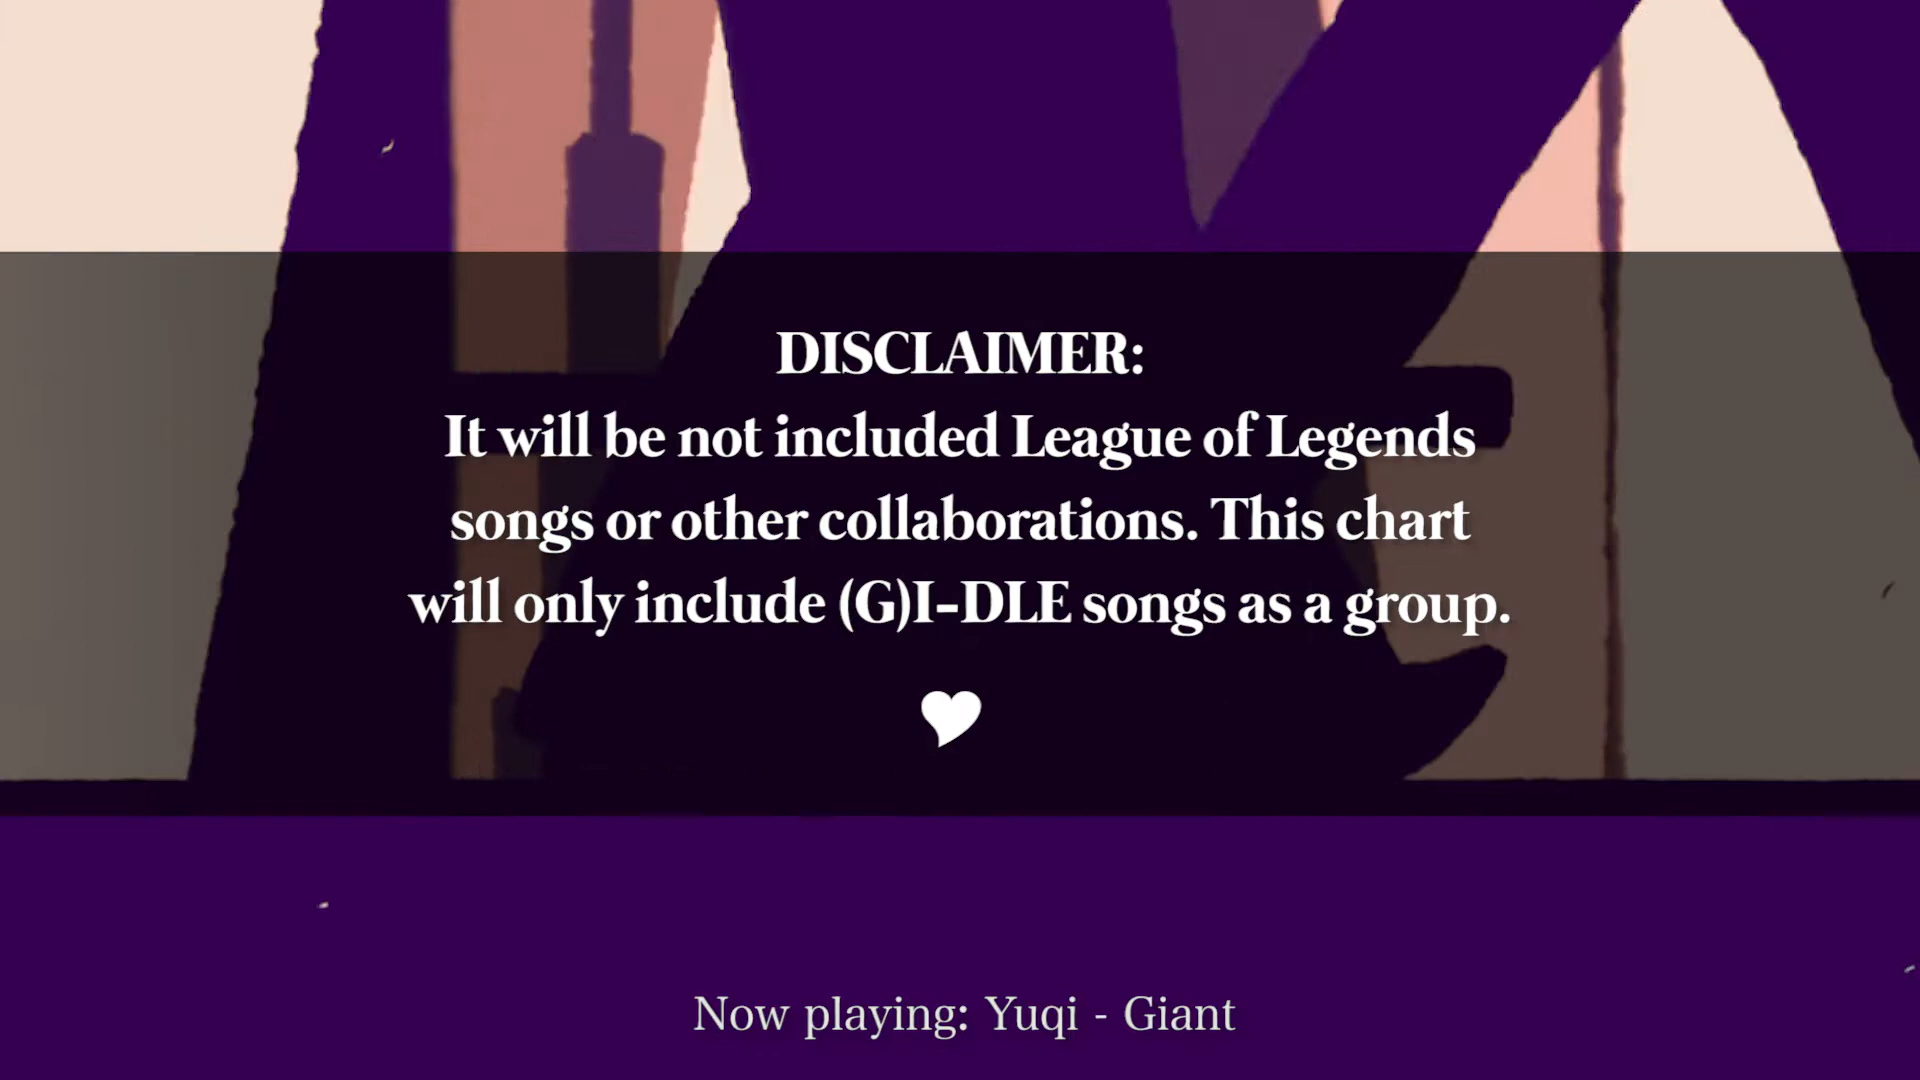 DISCLAIMER:
It will be not included League of Legends
songs or other collaborations. This chart
will only include (G)I-DLE songs as a group.
Now playing: Yuqi - Giant